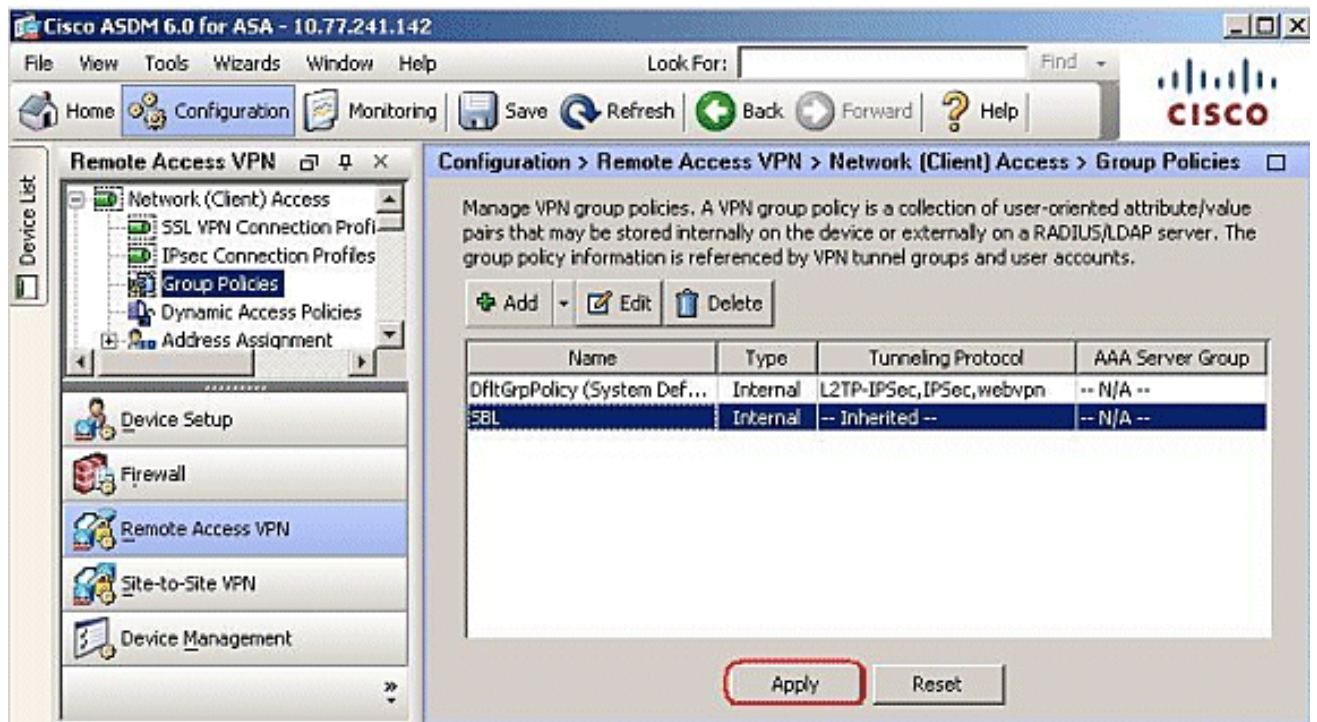 Cisco ASDM 6.0 for ASA - 10.77.241.142
File View Tools Wizards Window Help Look For: Find
Home Configuration Monitoring Save Refresh Back Forward Help
CISCO
Device List
Remote Access VPN
Network (Client) Access
SSL VPN Connection Profi
IPsec Connection Profiles
Group Policies
Dynamic Access Policies
Address Assignment
Device Setup
Firewall
Remote Access VPN
Site-to-Site VPN
Device Management
Configuration > Remote Access VPN > Network (Client) Access > Group Policies
Manage VPN group policies. A VPN group policy is a collection of user-oriented attribute/value
pairs that may be stored internally on the device or externally on a RADIUS/LDAP server. The
group policy information is referenced by VPN tunnel groups and user accounts.
Add Edit Delete
Name Type Tunneling Protocol AAA Server Group
DfltGrpPolicy (System Def... Internal L2TP-IPSec,IPSec,webvpn -- N/A --
SBL Internal -- Inherited -- -- N/A --
Apply Reset